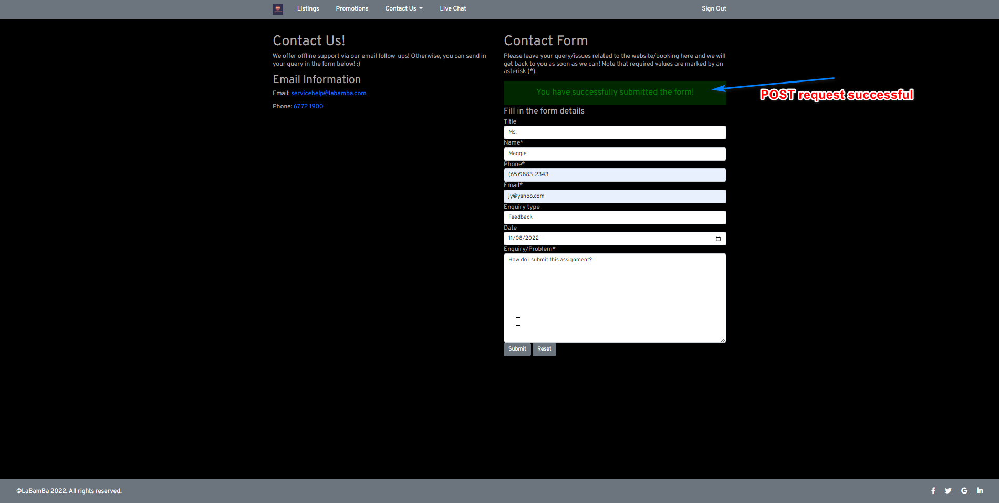 Listings Promotions Contact Us Live Chat Sign Out
Contact Us!
We offer offline support via our email follow-ups! Otherwise, you can send in
your query in the form below! :)
Email Information
Email: servicehelp@labamba.com
Phone: 6772 1900
Contact Form
Please leave your query/issues related to the website/booking here and we will
get back to you as soon as we can! Note that required values are marked by an
asterisk (*).
You have successfully submitted the form!
POST request successful
Fill in the form details
Title
Ms.
Name*
Maggie
Phone*
(65)9883-2343
Email*
jy@yahoo.com
Enquiry type
Feedback
Date
11/08/2022
Enquiry/Problem*
How do i submit this assignment?
Submit Reset
©LaBamBa 2022. All rights reserved.